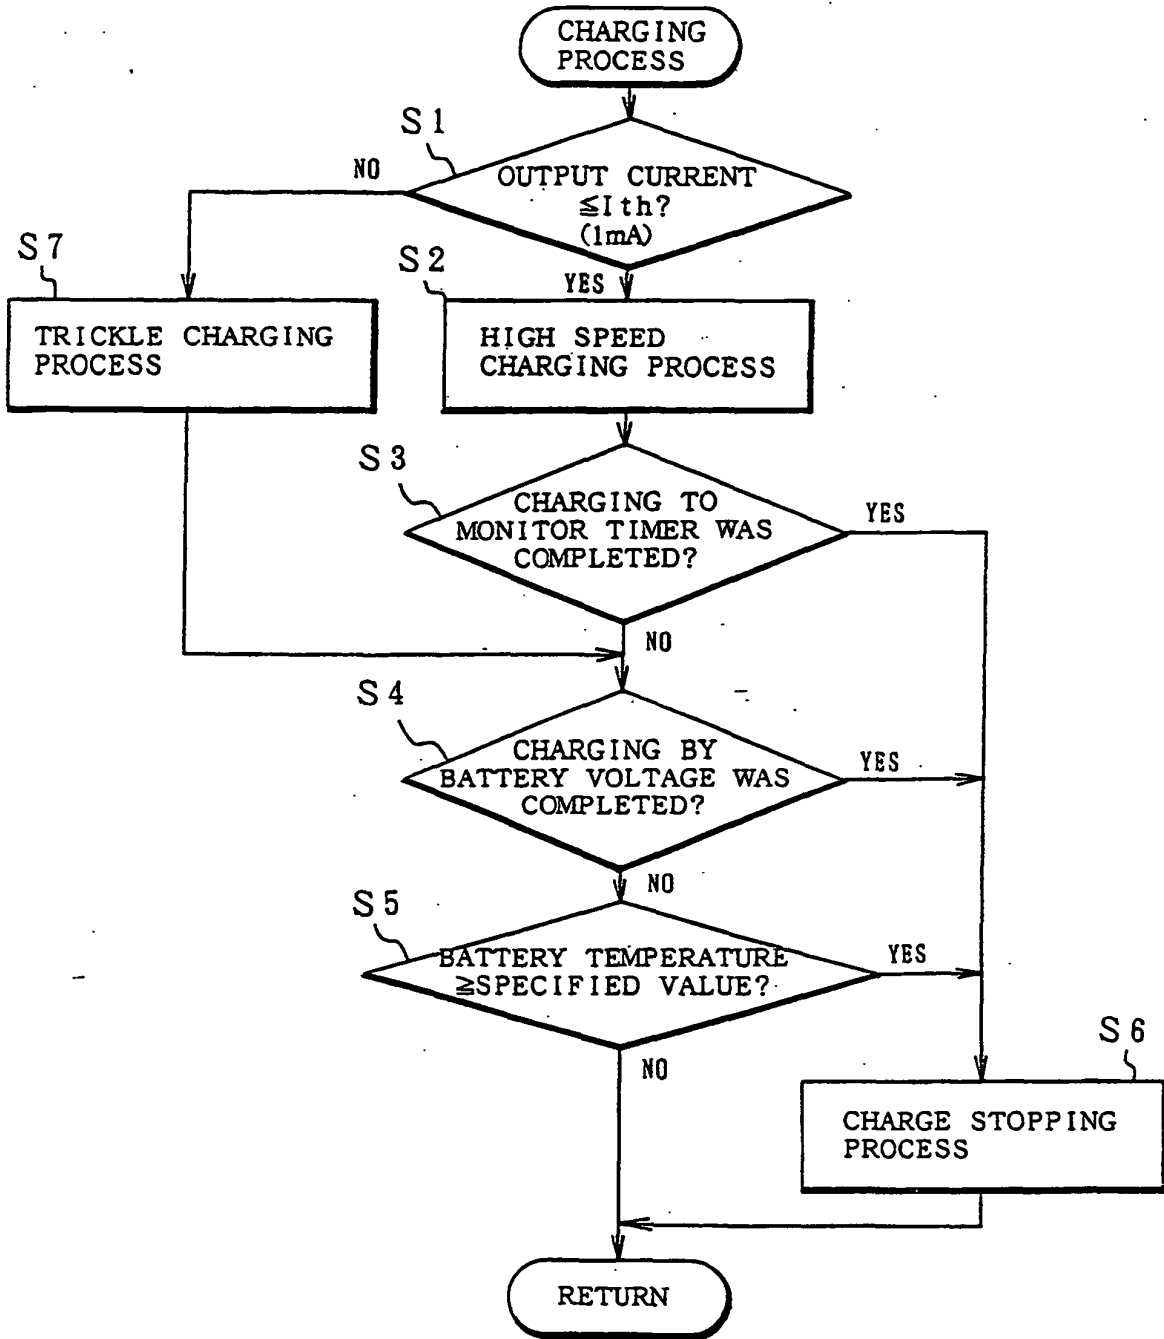 CHARGING
PROCESS
S1
NO
OUTPUT CURRENT
≦Ith?
(1mA)
S7
S2
YES
TRICKLE CHARGING
PROCESS
HIGH SPEED
CHARGING PROCESS
S3
CHARGING TO
MONITOR TIMER WAS
COMPLETED?
YES
NO
S4
CHARGING BY
BATTERY VOLTAGE WAS
COMPLETED?
YES
NO
S5
BATTERY TEMPERATURE
≧SPECIFIED VALUE?
YES
NO
S6
CHARGE STOPPING
PROCESS
RETURN